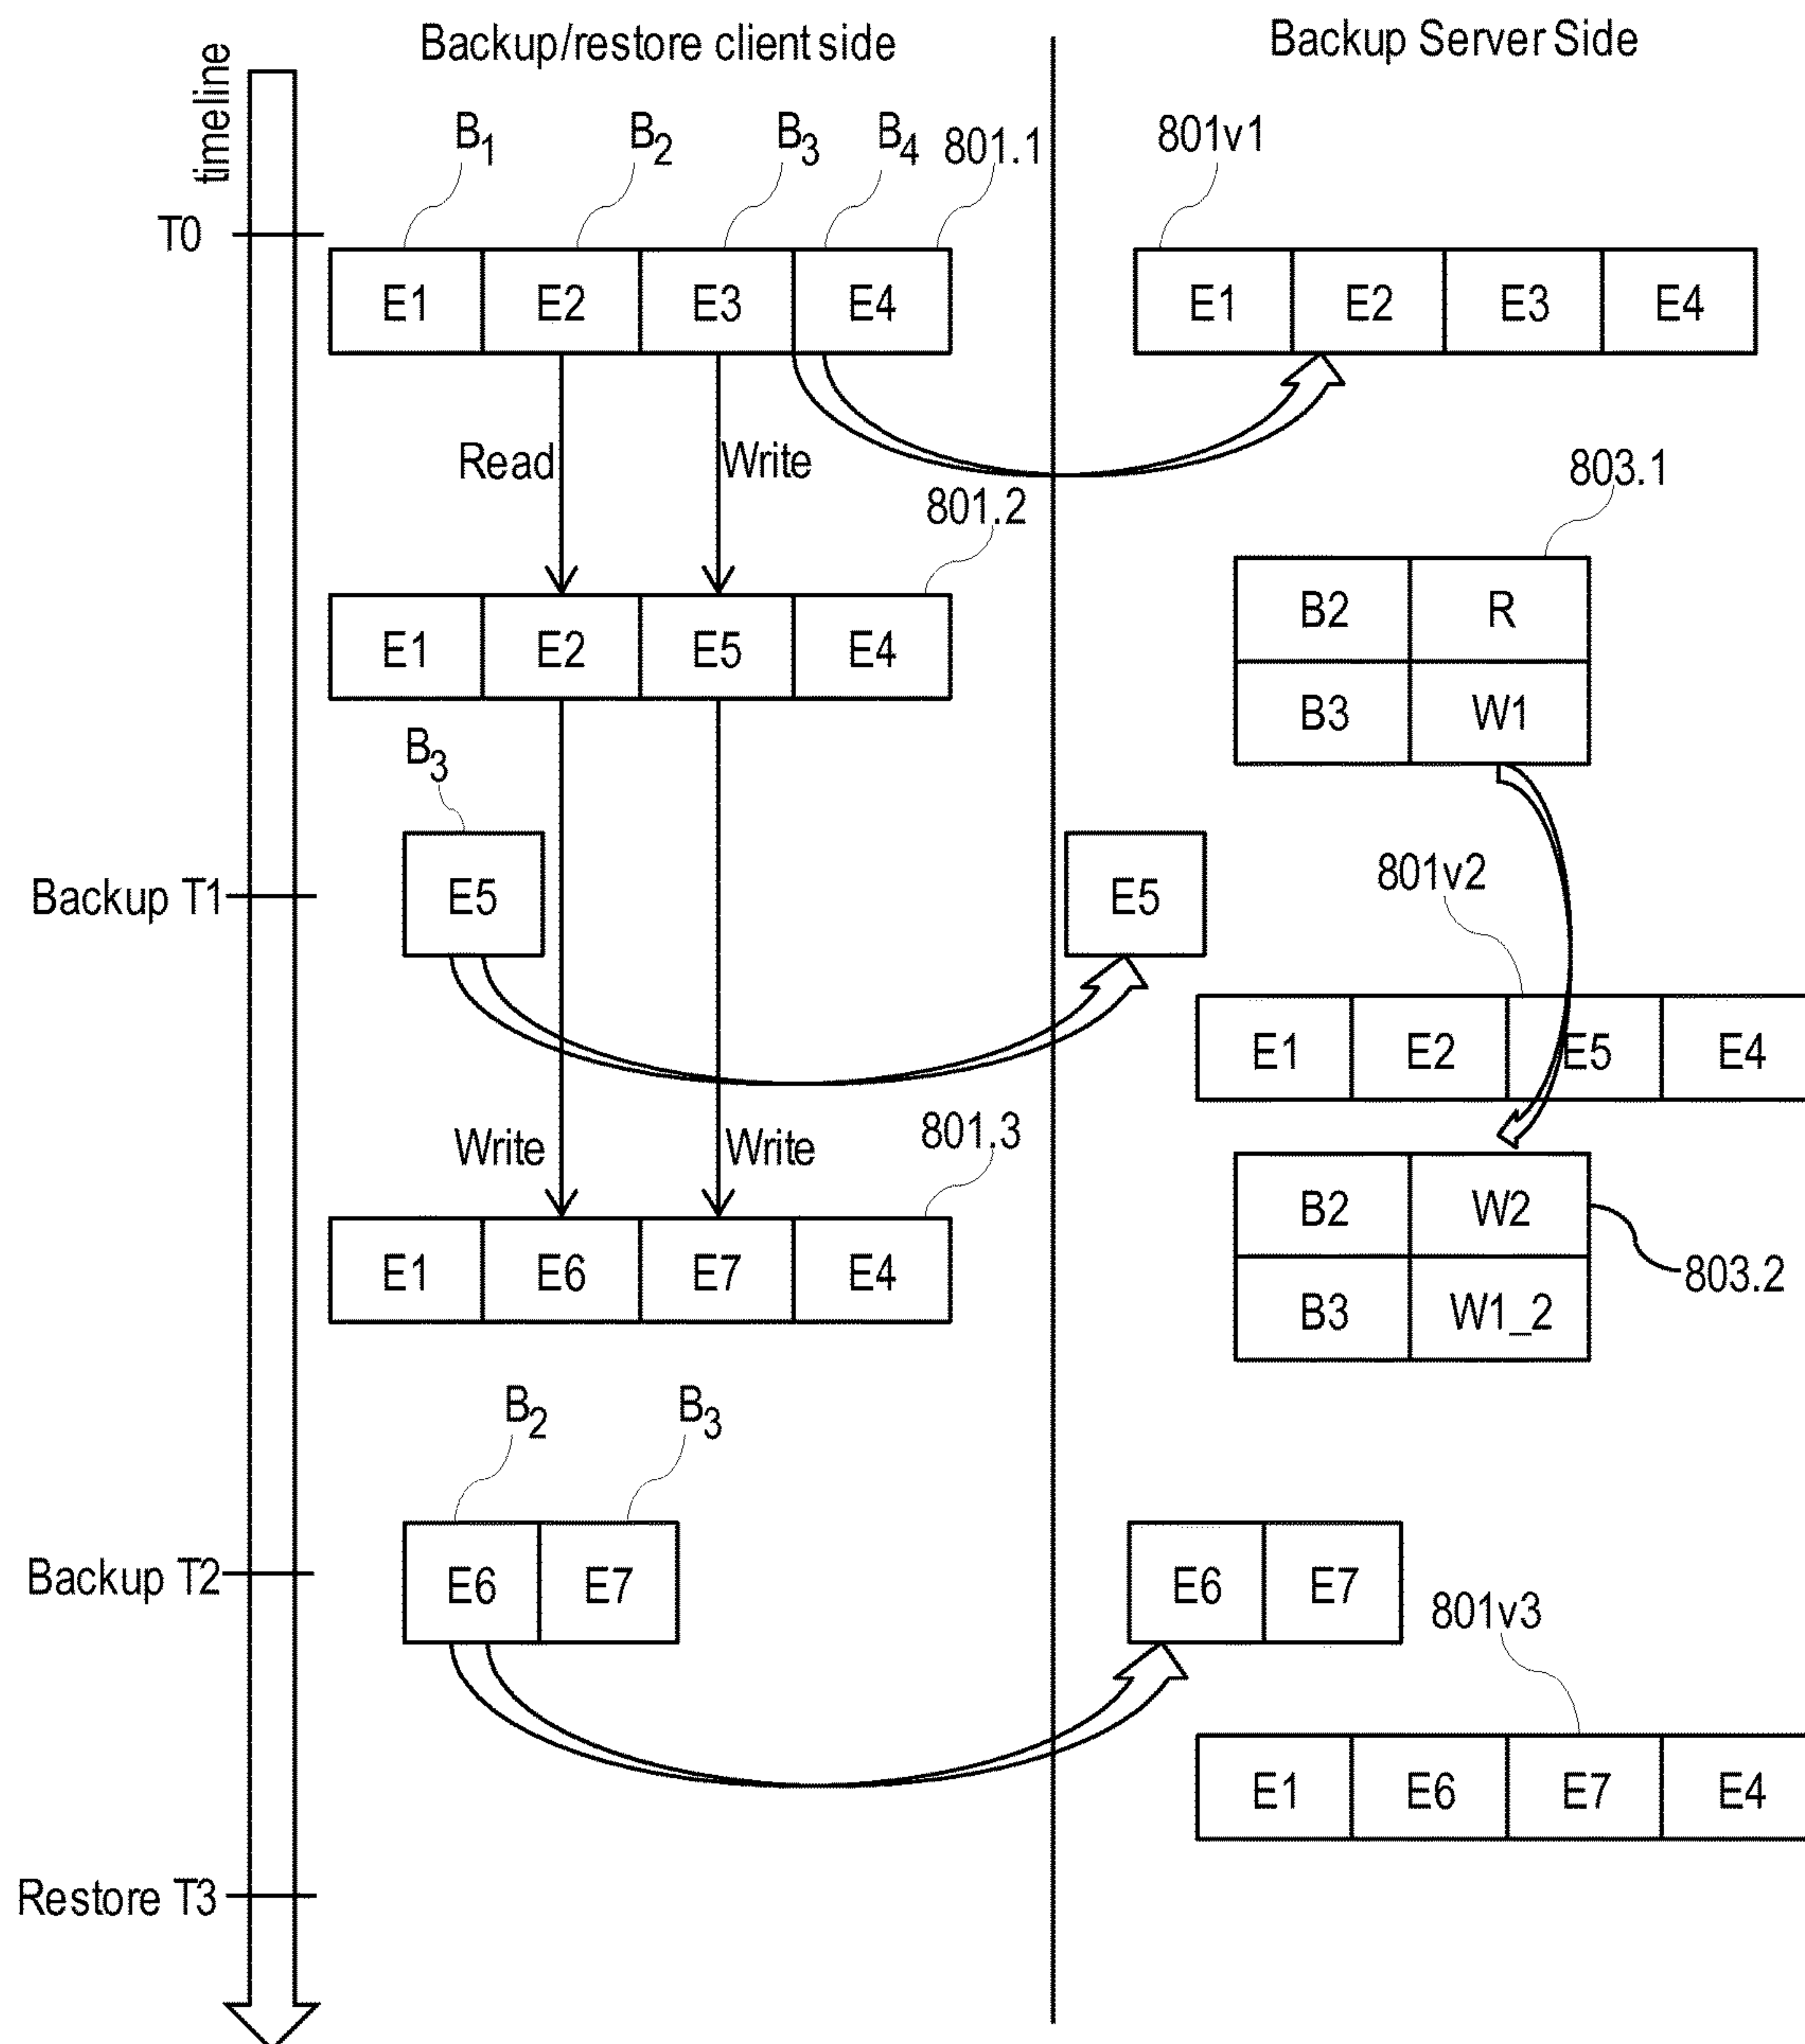 Backup/restore client side
Backup Server Side
timeline
B1 B2 B3 B4 801.1
801v1
T0
E1 E2 E3 E4
E1 E2 E3 E4
Read Write
803.1
801.2
B2 R
E1 E2 E5 E4
B3 W1
B3
801v2
Backup T1
E5
E5
E1 E2 E5 E4
Write Write
801.3
B2 W2
E1 E6 E7 E4
803.2
B3 W1_2
B2 B3
Backup T2
E6 E7
E6 E7
801v3
E1 E6 E7 E4
Restore T3